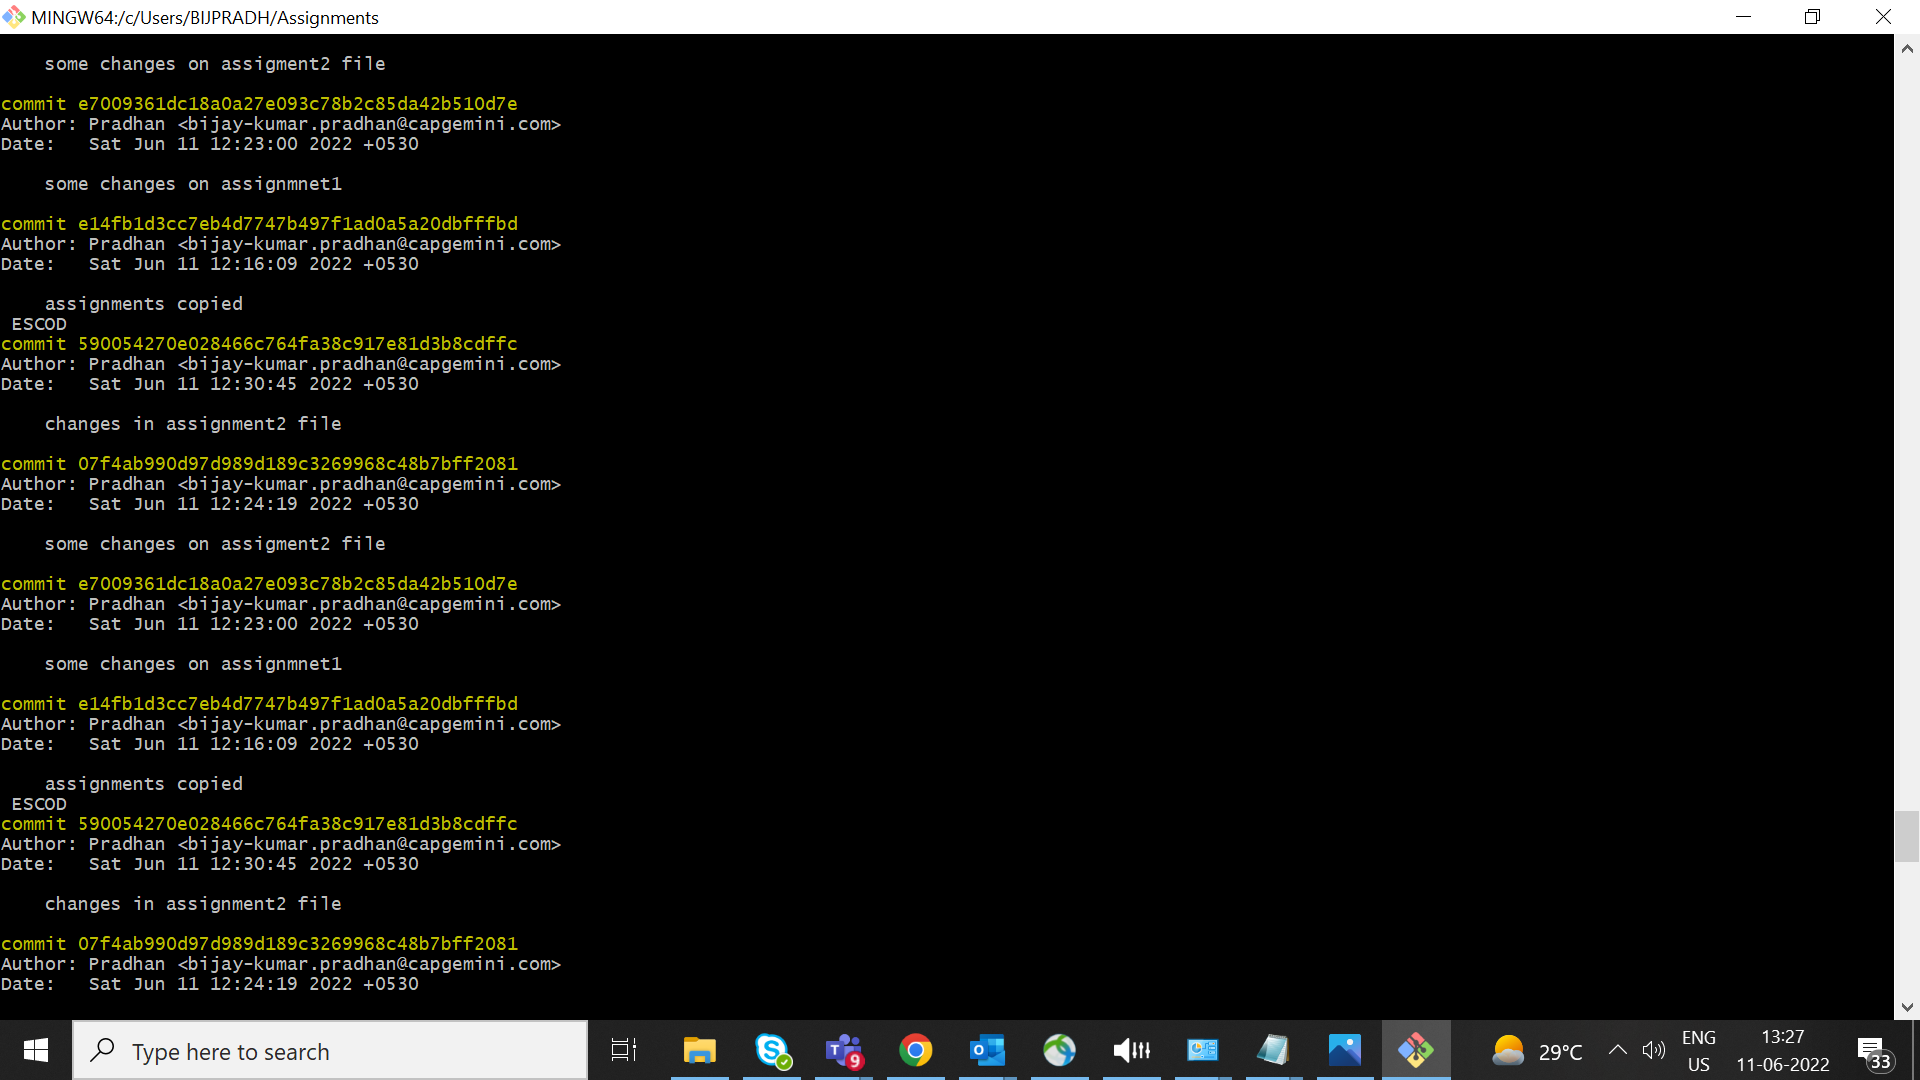 MINGW64:/c/Users/BIJPRADH/Assignments
some changes on assigment2 file
commit e7009361dc18a0a27e093c78b2c85da42b510d7e
Author: Pradhan <bijay-kumar.pradhan@capgemini.com>
Date:   Sat Jun 11 12:23:00 2022 +0530
some changes on assignmnet1
commit e14fb1d3cc7eb4d7747b497f1ad0a5a20dbfffbd
Author: Pradhan <bijay-kumar.pradhan@capgemini.com>
Date:   Sat Jun 11 12:16:09 2022 +0530
assignments copied
ESCOD
commit 590054270e028466c764fa38c917e81d3b8cdffc
Author: Pradhan <bijay-kumar.pradhan@capgemini.com>
Date:   Sat Jun 11 12:30:45 2022 +0530
changes in assignment2 file
commit 07f4ab990d97d989d189c3269968c48b7bff2081
Author: Pradhan <bijay-kumar.pradhan@capgemini.com>
Date:   Sat Jun 11 12:24:19 2022 +0530
some changes on assigment2 file
commit e7009361dc18a0a27e093c78b2c85da42b510d7e
Author: Pradhan <bijay-kumar.pradhan@capgemini.com>
Date:   Sat Jun 11 12:23:00 2022 +0530
some changes on assignmnet1
commit e14fb1d3cc7eb4d7747b497f1ad0a5a20dbfffbd
Author: Pradhan <bijay-kumar.pradhan@capgemini.com>
Date:   Sat Jun 11 12:16:09 2022 +0530
assignments copied
ESCOD
commit 590054270e028466c764fa38c917e81d3b8cdffc
Author: Pradhan <bijay-kumar.pradhan@capgemini.com>
Date:   Sat Jun 11 12:30:45 2022 +0530
changes in assignment2 file
commit 07f4ab990d97d989d189c3269968c48b7bff2081
Author: Pradhan <bijay-kumar.pradhan@capgemini.com>
Date:   Sat Jun 11 12:24:19 2022 +0530
Type here to search
9
29°C
ENG
US
13:27
11-06-2022
33